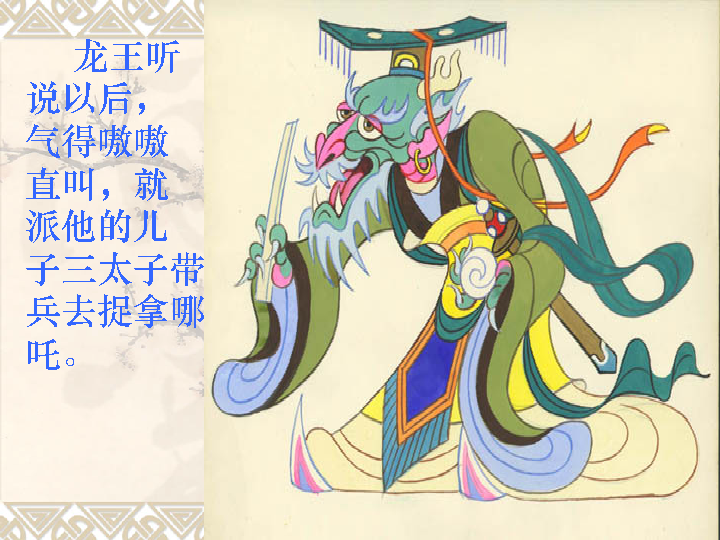 龙王听
说以后，
气得嗷嗷
直叫，就
派他的儿
子三太子带
兵去捉拿哪
吒。